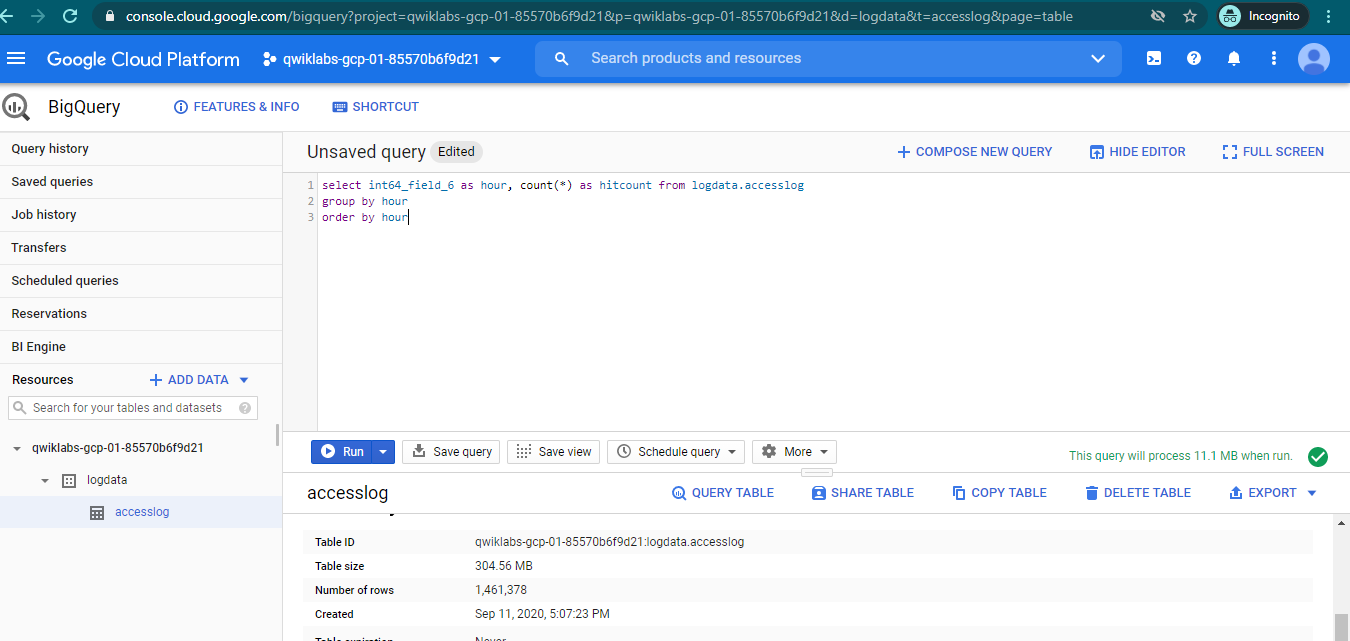 console.cloud.google.com/bigquery?project=qwiklabs-gcp-01-85570b6f9d21&p=qwiklabs-gcp-01-85570b6f9d21&d=logdata&t=accesslog&page=table
Incognito
Google Cloud Platform
qwiklabs-gcp-01-85570b6f9d21
Search products and resources
BigQuery
FEATURES & INFO
SHORTCUT
Query history
Saved queries
Job history
Transfers
Scheduled queries
Reservations
BI Engine
Resources
ADD DATA
Search for your tables and datasets
qwiklabs-gcp-01-85570b6f9d21
logdata
accesslog
Unsaved query Edited
COMPOSE NEW QUERY
HIDE EDITOR
FULL SCREEN
1 select int64_field_6 as hour, count(*) as hitcount from logdata.accesslog
2 group by hour
3 order by hour
Run
Save query
Save view
Schedule query
More
This query will process 11.1 MB when run.
accesslog
QUERY TABLE
SHARE TABLE
COPY TABLE
DELETE TABLE
EXPORT
Table ID qwiklabs-gcp-01-85570b6f9d21:logdata.accesslog
Table size 304.56 MB
Number of rows 1,461,378
Created Sep 11, 2020, 5:07:23 PM
Table expiration Never